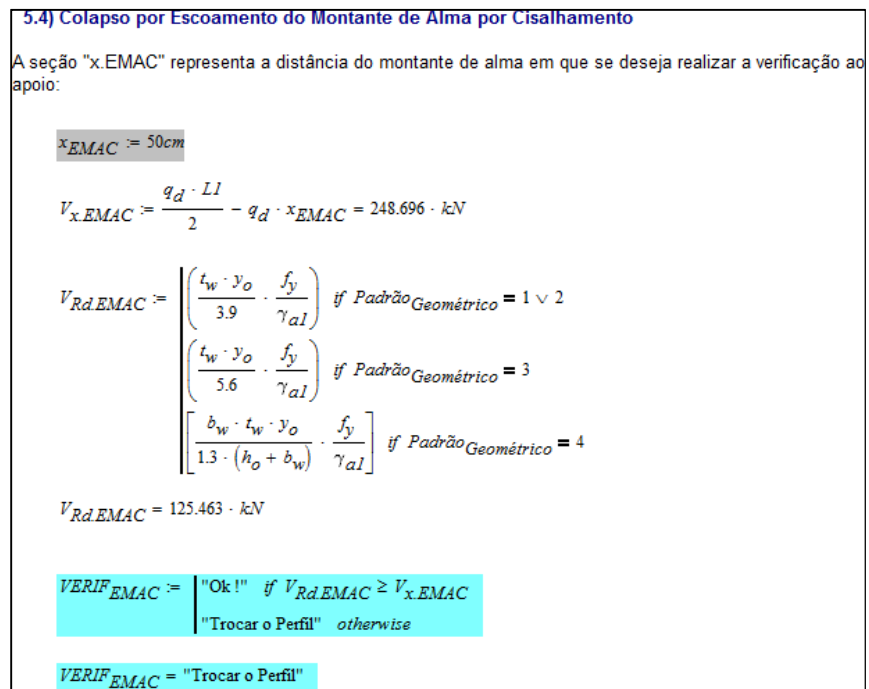 5.4) Colapso por Escoamento do Montante de Alma por Cisalhamento
A seção "x.EMAC" representa a distância do montante de alma em que se deseja realizar a verificação ao
apoio:
x_EMAC := 50cm
V_x.EMAC := (q_d · L1)/2 − q_d · x_EMAC = 248.696 · kN
V_Rd.EMAC := | ((t_w · y_o)/3.9 · f_y/γ_a1) if Padrão_Geométrico = 1 ∨ 2
((t_w · y_o)/5.6 · f_y/γ_a1) if Padrão_Geométrico = 3
[(b_w · t_w · y_o)/(1.3 · (h_o + b_w)) · f_y/γ_a1] if Padrão_Geométrico = 4
V_Rd.EMAC = 125.463 · kN
VERIF_EMAC := | "Ok !" if V_Rd.EMAC ≥ V_x.EMAC
"Trocar o Perfil" otherwise
VERIF_EMAC = "Trocar o Perfil"